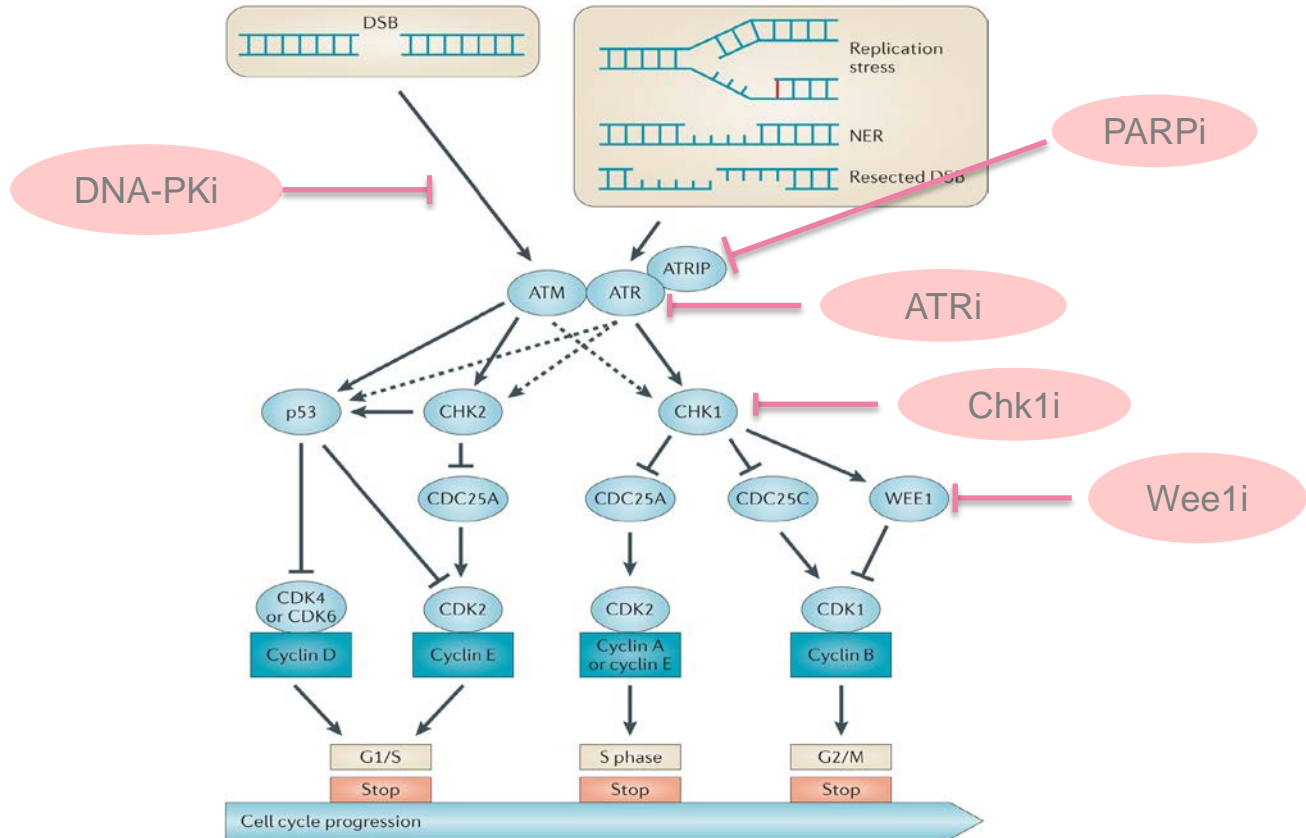 DSB
Replication
stress
NER
Resected DSB
PARPi
DNA-PKi
ATRIP
ATM
ATR
ATRi
p53
CHK2
CHK1
Chk1i
CDC25A
CDC25A
CDC25C
WEE1
Wee1i
CDK4
or CDK6
CDK2
CDK2
CDK1
Cyclin D
Cyclin E
Cyclin A
or cyclin E
Cyclin B
G1/S
S phase
G2/M
Stop
Stop
Stop
Cell cycle progression